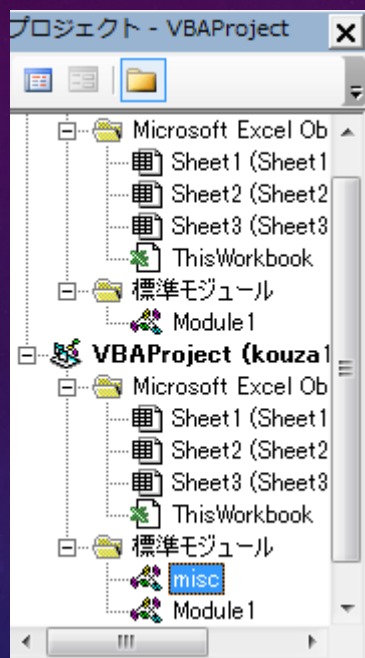 プロジェクト - VBAProject
Microsoft Excel Ob
Sheet1 (Sheet1
Sheet2 (Sheet2
Sheet3 (Sheet3
ThisWorkbook
標準モジュール
Module1
VBAProject (kouza1
Microsoft Excel Ob
Sheet1 (Sheet1
Sheet2 (Sheet2
Sheet3 (Sheet3
ThisWorkbook
標準モジュール
misc
Module1